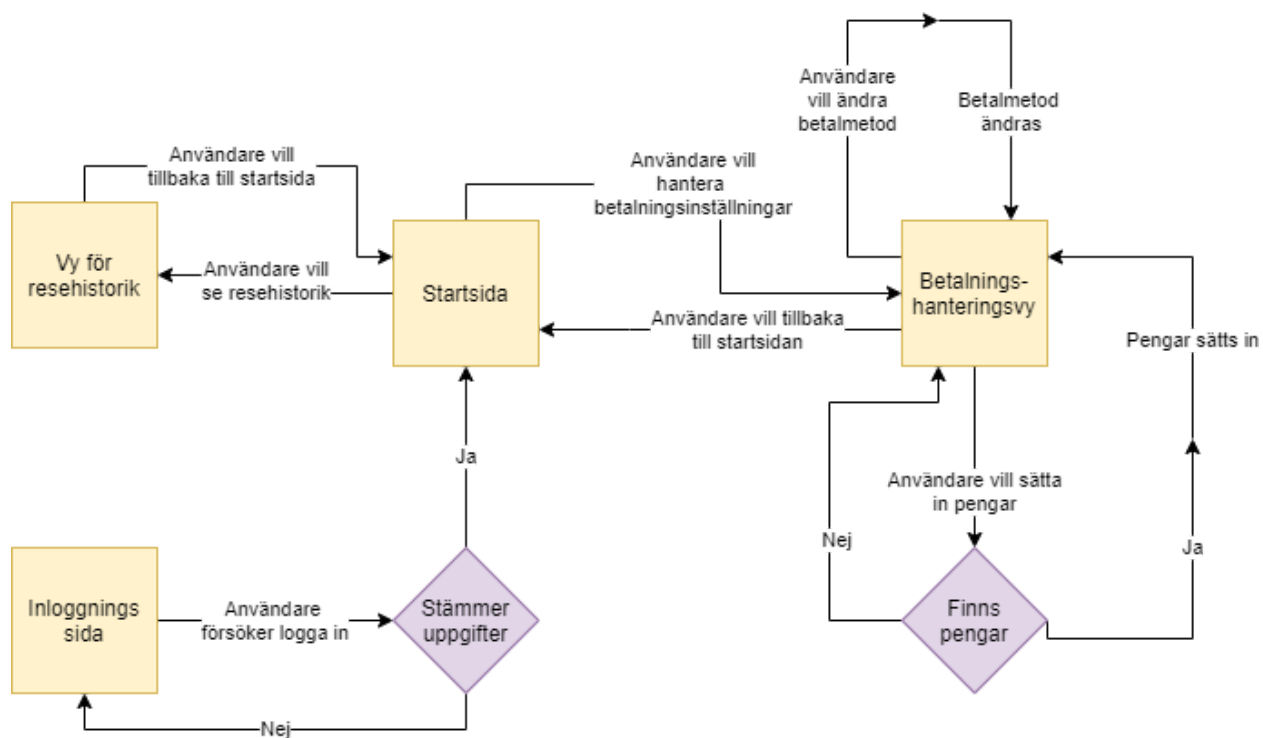 Användare
vill ändra
betalmetod
Betalmetod
ändras
Användare vill
tillbaka till startsida
Användare vill
hantera
betalningsinställningar
Vy för
resehistorik
Användare vill
se resehistorik
Startsida
Betalnings-
hanteringsvy
Användare vill tillbaka
till startsidan
Pengar sätts in
Ja
Användare vill sätta
in pengar
Nej
Ja
Inloggnings
sida
Användare
försöker logga in
Stämmer
uppgifter
Finns
pengar
Nej